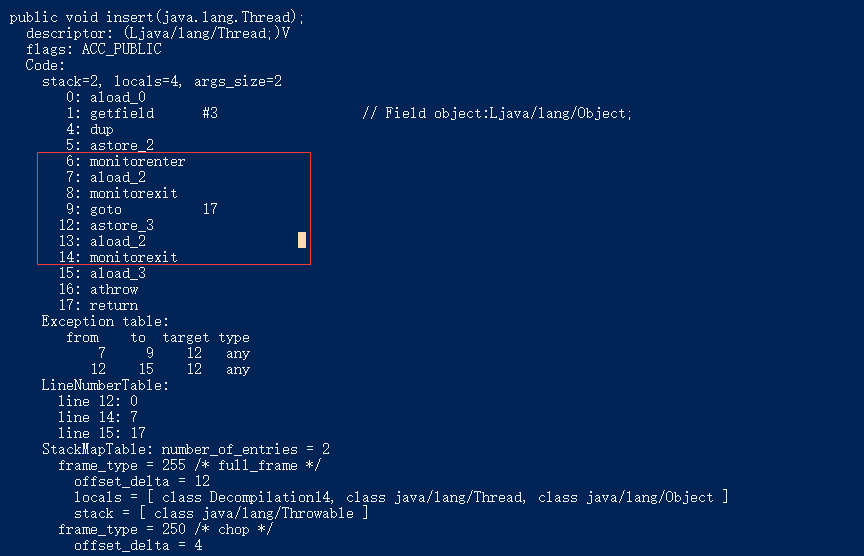 public void insert(java.lang.Thread);
descriptor: (Ljava/lang/Thread;)V
flags: ACC_PUBLIC
Code:
stack=2, locals=4, args_size=2
0: aload_0
1: getfield #3 // Field object:Ljava/lang/Object;
4: dup
5: astore_2
6: monitorenter
7: aload_2
8: monitorexit
9: goto 17
12: astore_3
13: aload_2
14: monitorexit
15: aload_3
16: athrow
17: return
Exception table:
from to target type
7 9 12 any
12 15 12 any
LineNumberTable:
line 12: 0
line 14: 7
line 15: 17
StackMapTable: number_of_entries = 2
frame_type = 255 /* full_frame */
offset_delta = 12
locals = [ class Decompilation14, class java/lang/Thread, class java/lang/Object ]
stack = [ class java/lang/Throwable ]
frame_type = 250 /* chop */
offset_delta = 4